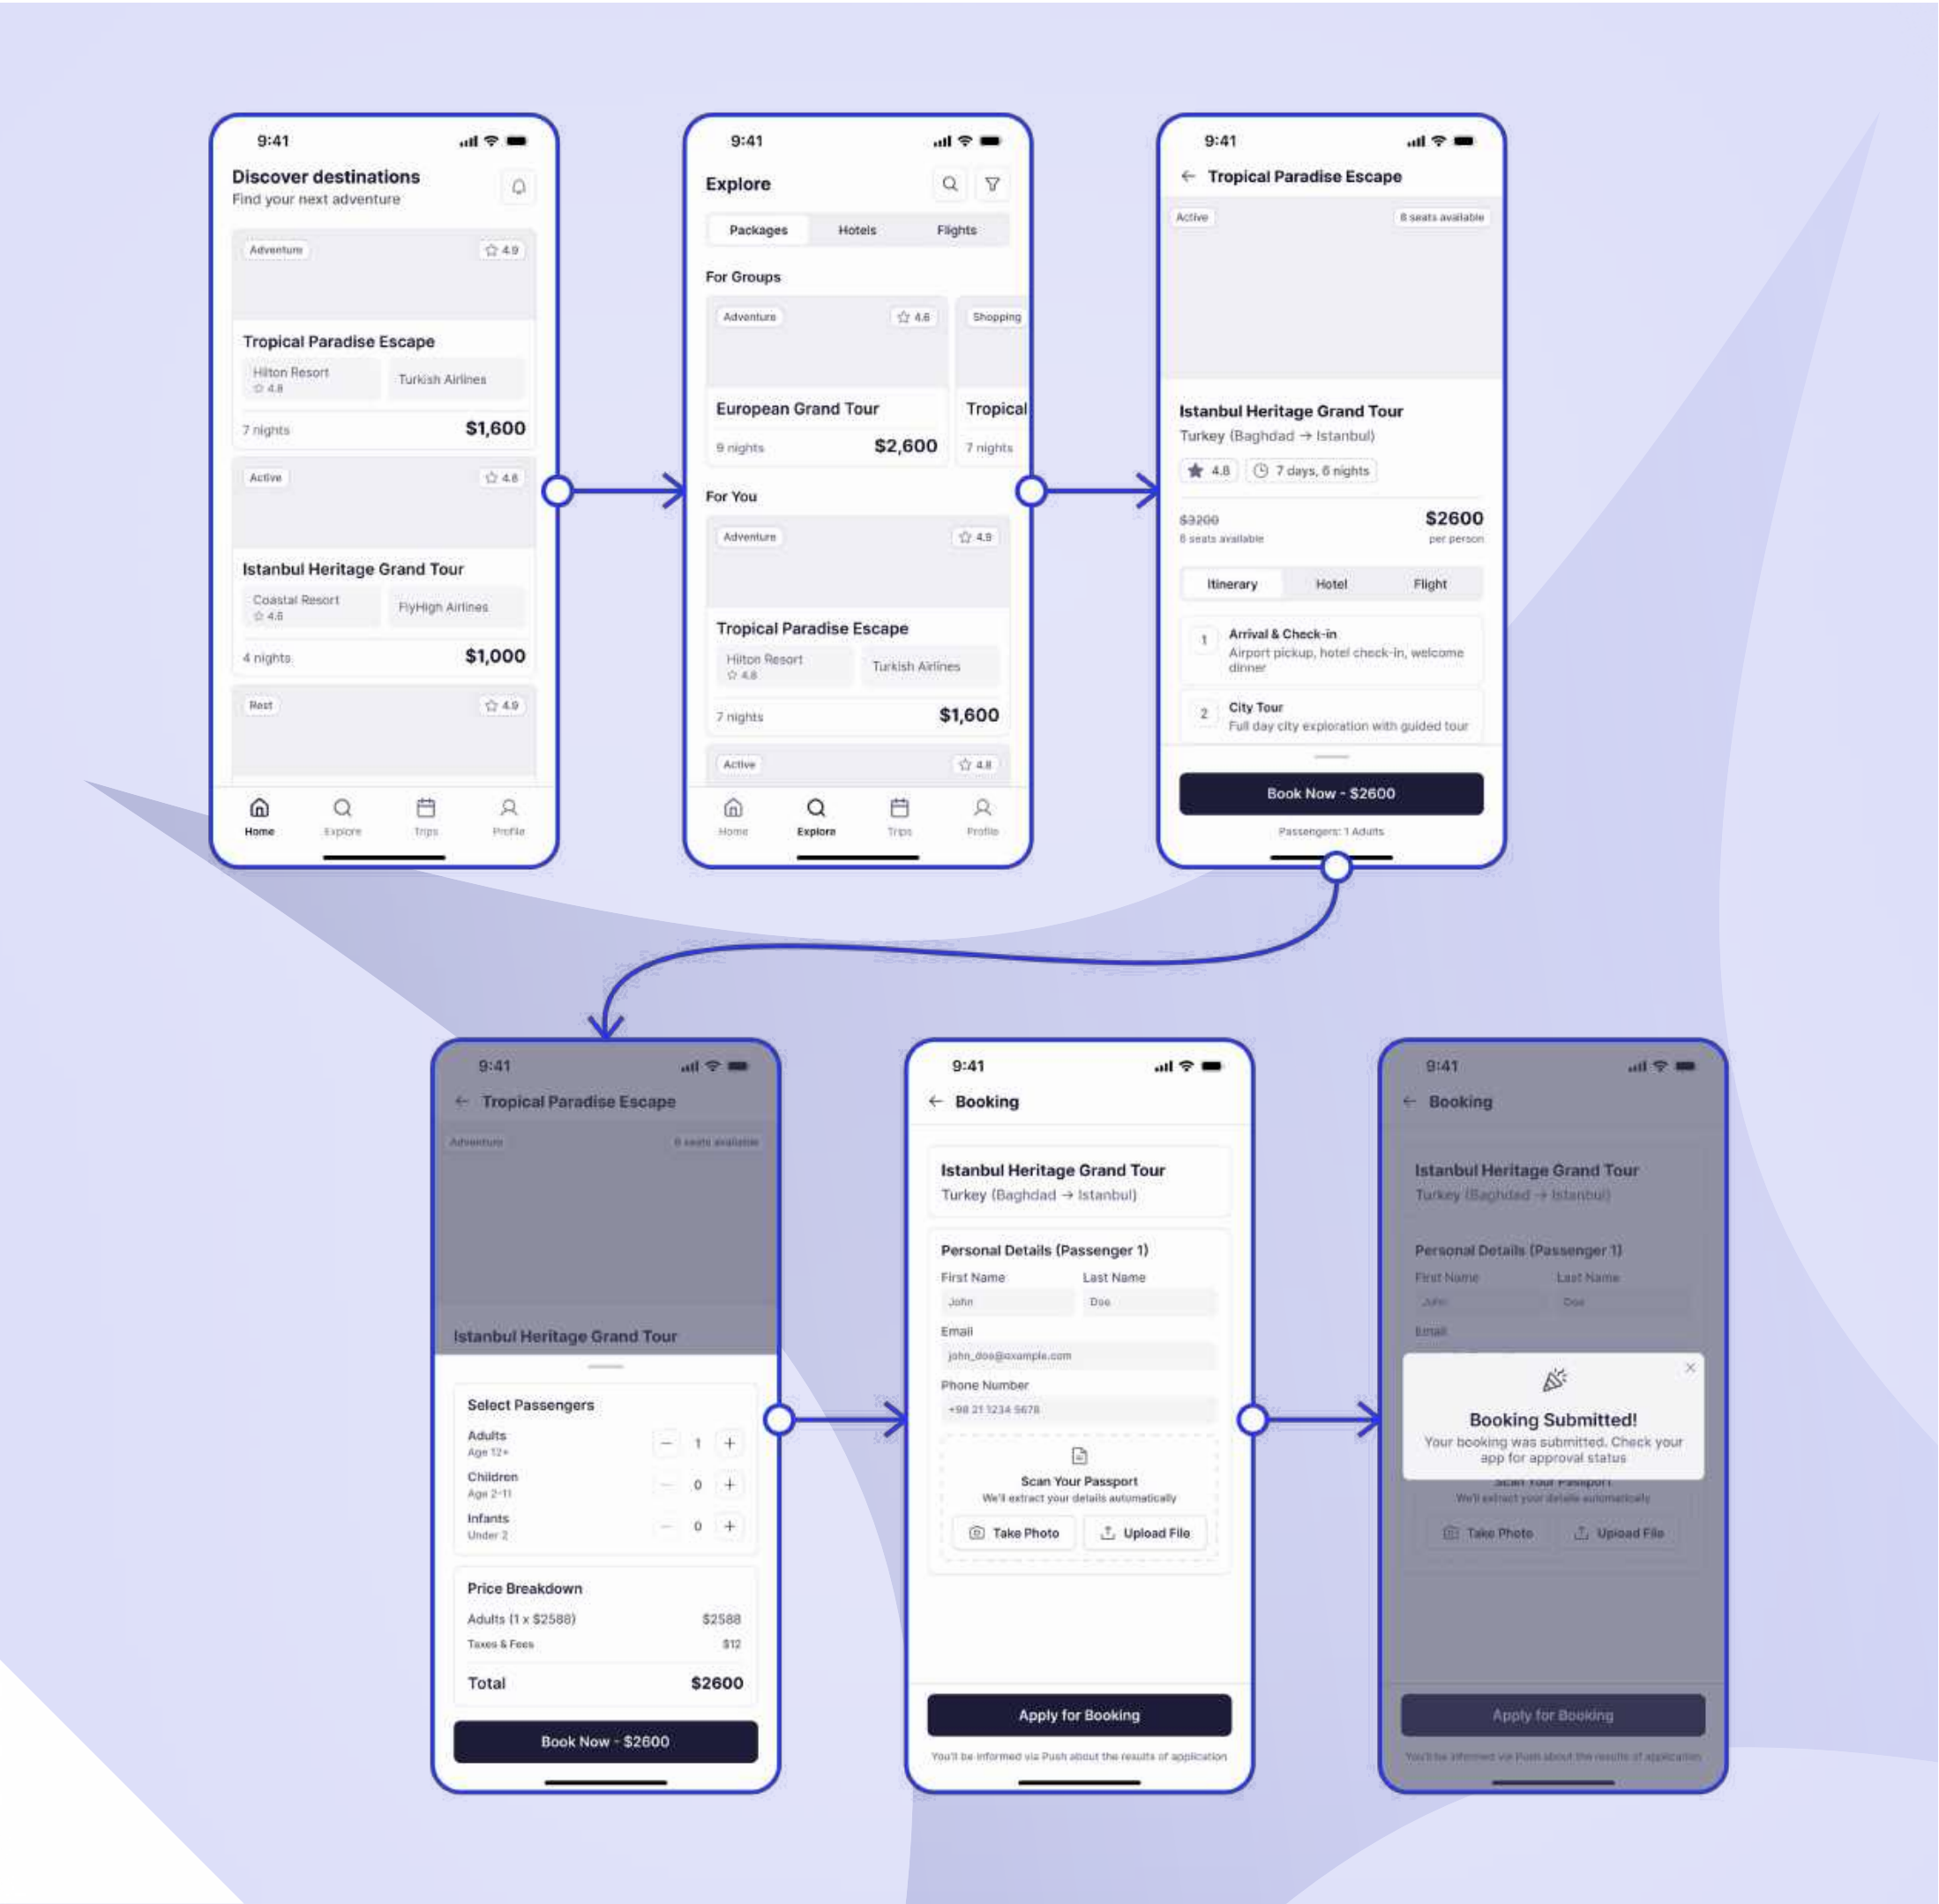 9:41
Discover destinations
Find your next adventure
Adventure
4.9
Tropical Paradise Escape
Hilton Resort
4.8
Turkish Airlines
7 nights
$1,600
Active
4.8
Istanbul Heritage Grand Tour
Coastal Resort
4.6
FlyHigh Airlines
4 nights
$1,000
Rest
4.9
Home
Explore
Trips
Profile
9:41
Explore
Packages
Hotels
Flights
For Groups
Adventure
4.6
Shopping
European Grand Tour
Tropical
9 nights
$2,600
7 nights
For You
Adventure
4.9
Tropical Paradise Escape
Hilton Resort
4.8
Turkish Airlines
7 nights
$1,600
Active
4.8
Home
Explore
Trips
Profile
9:41
← Tropical Paradise Escape
Active
6 seats available
Istanbul Heritage Grand Tour
Turkey (Baghdad → Istanbul)
4.8
7 days, 6 nights
$3200
$2600
6 seats available
per person
Itinerary
Hotel
Flight
1
Arrival & Check-in
Airport pickup, hotel check-in, welcome
dinner
2
City Tour
Full day city exploration with guided tour
Book Now - $2600
Passengers: 1 Adults
9:41
← Tropical Paradise Escape
Adventure
6 seats available
Istanbul Heritage Grand Tour
Select Passengers
Adults
Age 12+
− 1 +
Children
Age 2-11
− 0 +
Infants
Under 2
− 0 +
Price Breakdown
Adults (1 x $2588)
$2588
Taxes & Fees
$12
Total
$2600
Book Now - $2600
9:41
← Booking
Istanbul Heritage Grand Tour
Turkey (Baghdad → Istanbul)
Personal Details (Passenger 1)
First Name
Last Name
John
Doe
Email
john_doe@example.com
Phone Number
+98 21 1234 5678
Scan Your Passport
We'll extract your details automatically
Take Photo
Upload File
Apply for Booking
You'll be informed via Push about the results of application
9:41
← Booking
Istanbul Heritage Grand Tour
Turkey (Baghdad → Istanbul)
Personal Details (Passenger 1)
First Name
Last Name
John
Doe
Email
Booking Submitted!
Your booking was submitted. Check your
app for approval status
Scan Your Passport
We'll extract your details automatically
Take Photo
Upload File
Apply for Booking
You'll be informed via Push about the results of application